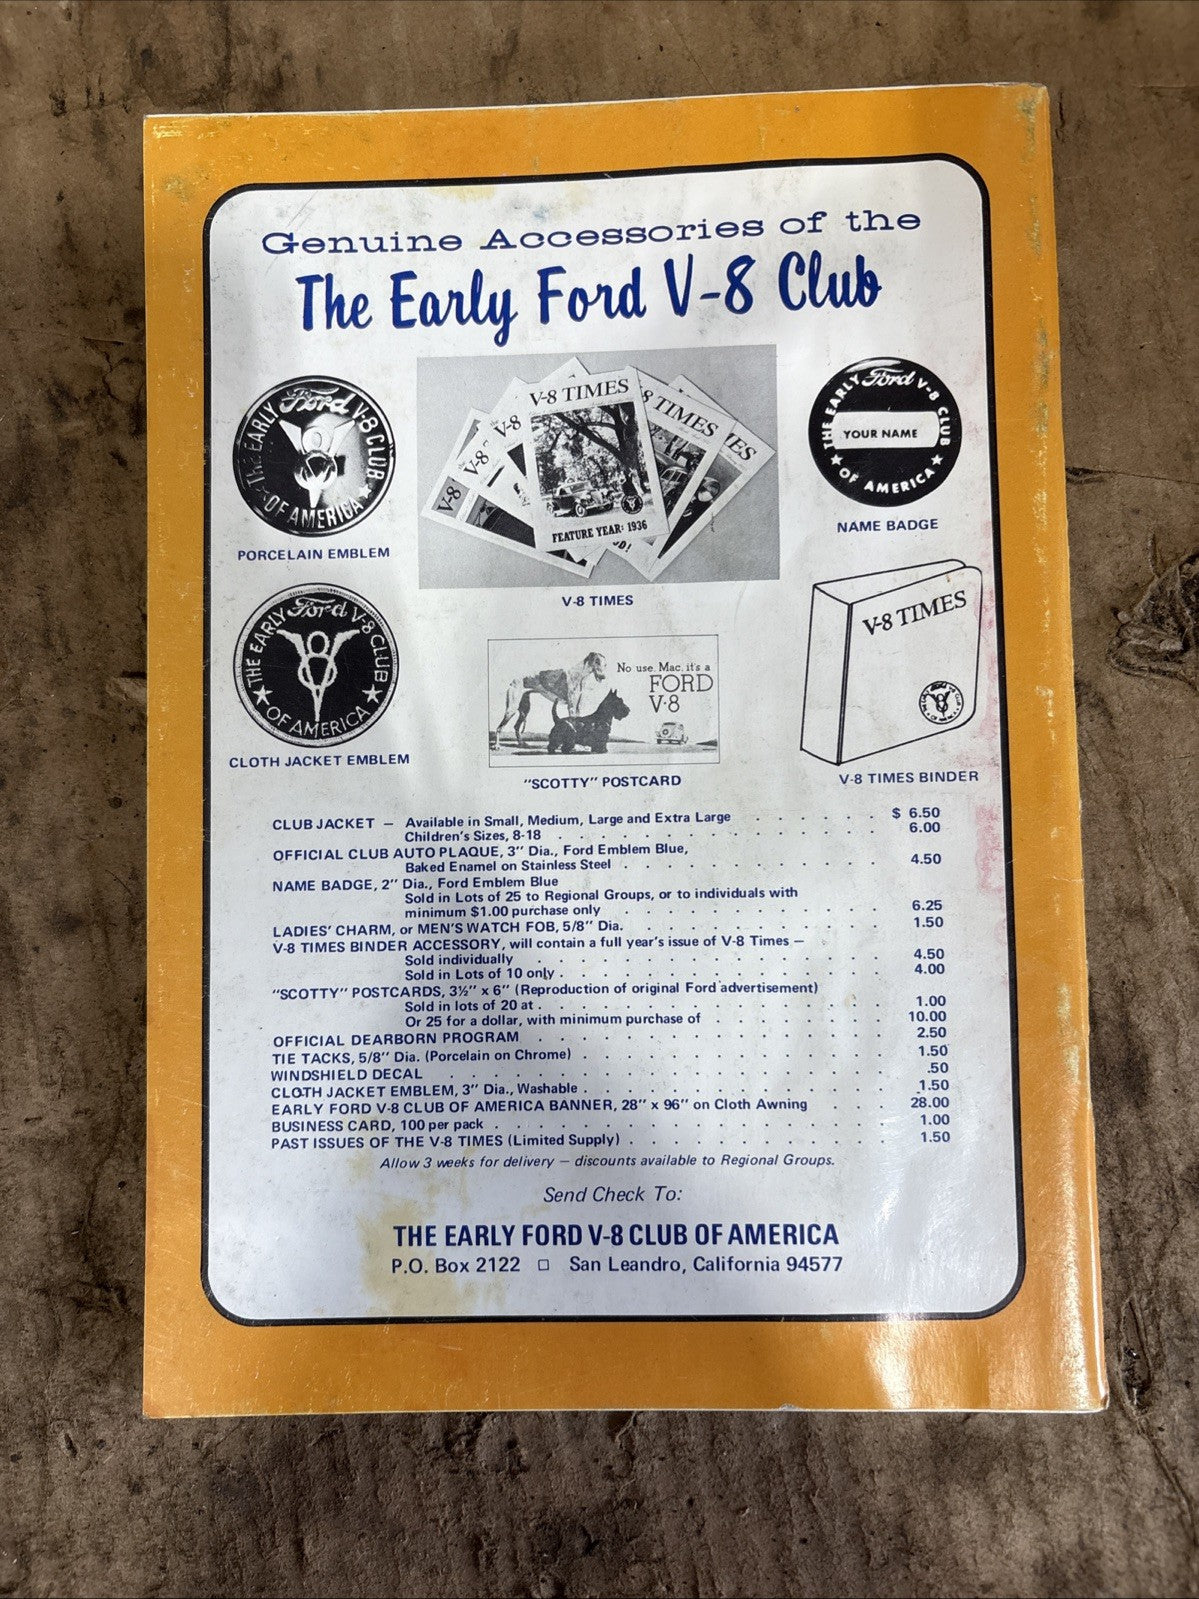 Genuine Accessories of the
The Early Ford V-8 Club
THE EARLY Ford V-8 CLUB
OF AMERICA
PORCELAIN EMBLEM
V-8
V-8
V-8
V-8 TIMES
FEATURE YEAR: 1936
8 TIMES
MES
OD!
V-8 TIMES
THE EARLY Ford V-8 CLUB
YOUR NAME
OF AMERICA
NAME BADGE
THE EARLY Ford V-8 CLUB
V8
OF AMERICA
CLOTH JACKET EMBLEM
No use, Mac, it's a
FORD
V·8
"SCOTTY" POSTCARD
V-8 TIMES
V-8 TIMES BINDER
CLUB JACKET — Available in Small, Medium, Large and Extra Large . . . . . . $ 6.50
Children's Sizes, 8-18 . . . . . . . . . . . . 6.00
OFFICIAL CLUB AUTO PLAQUE, 3" Dia., Ford Emblem Blue,
Baked Enamel on Stainless Steel . . . . . . . . . . 4.50
NAME BADGE, 2" Dia., Ford Emblem Blue
Sold in Lots of 25 to Regional Groups, or to individuals with
minimum $1.00 purchase only . . . . . . . . . . 6.25
LADIES' CHARM, or MEN'S WATCH FOB, 5/8" Dia. . . . . . . . . . . 1.50
V-8 TIMES BINDER ACCESSORY, will contain a full year's issue of V-8 Times —
Sold individually . . . . . . . . . . . . . 4.50
Sold in Lots of 10 only . . . . . . . . . . . . 4.00
"SCOTTY" POSTCARDS, 3½" x 6" (Reproduction of original Ford advertisement)
Sold in lots of 20 at . . . . . . . . . . . . . 1.00
Or 25 for a dollar, with minimum purchase of . . . . . . . 10.00
OFFICIAL DEARBORN PROGRAM . . . . . . . . . . . . . 2.50
TIE TACKS, 5/8" Dia. (Porcelain on Chrome) . . . . . . . . . . . 1.50
WINDSHIELD DECAL . . . . . . . . . . . . . . . . .50
CLOTH JACKET EMBLEM, 3" Dia., Washable . . . . . . . . . . . 1.50
EARLY FORD V-8 CLUB OF AMERICA BANNER, 28" x 96" on Cloth Awning . . . 28.00
BUSINESS CARD, 100 per pack . . . . . . . . . . . . . . 1.00
PAST ISSUES OF THE V-8 TIMES (Limited Supply) . . . . . . . . . 1.50
Allow 3 weeks for delivery — discounts available to Regional Groups.
Send Check To:
THE EARLY FORD V-8 CLUB OF AMERICA
P.O. Box 2122 □ San Leandro, California 94577